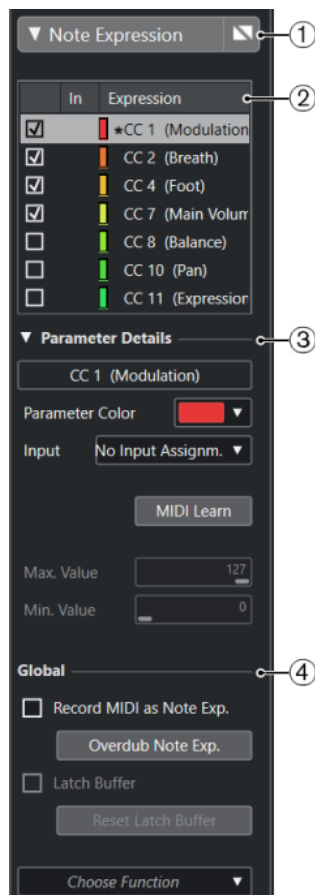 ▼ Note Expression ①
In Expression ②
*CC 1 (Modulation
CC 2 (Breath)
CC 4 (Foot)
CC 7 (Main Volum
CC 8 (Balance)
CC 10 (Pan)
CC 11 (Expression
▼ Parameter Details ③
CC 1 (Modulation)
Parameter Color
Input No Input Assignm. ▼
MIDI Learn
Max. Value 127
Min. Value 0
Global ④
Record MIDI as Note Exp.
Overdub Note Exp.
Latch Buffer
Reset Latch Buffer
Choose Function ▼